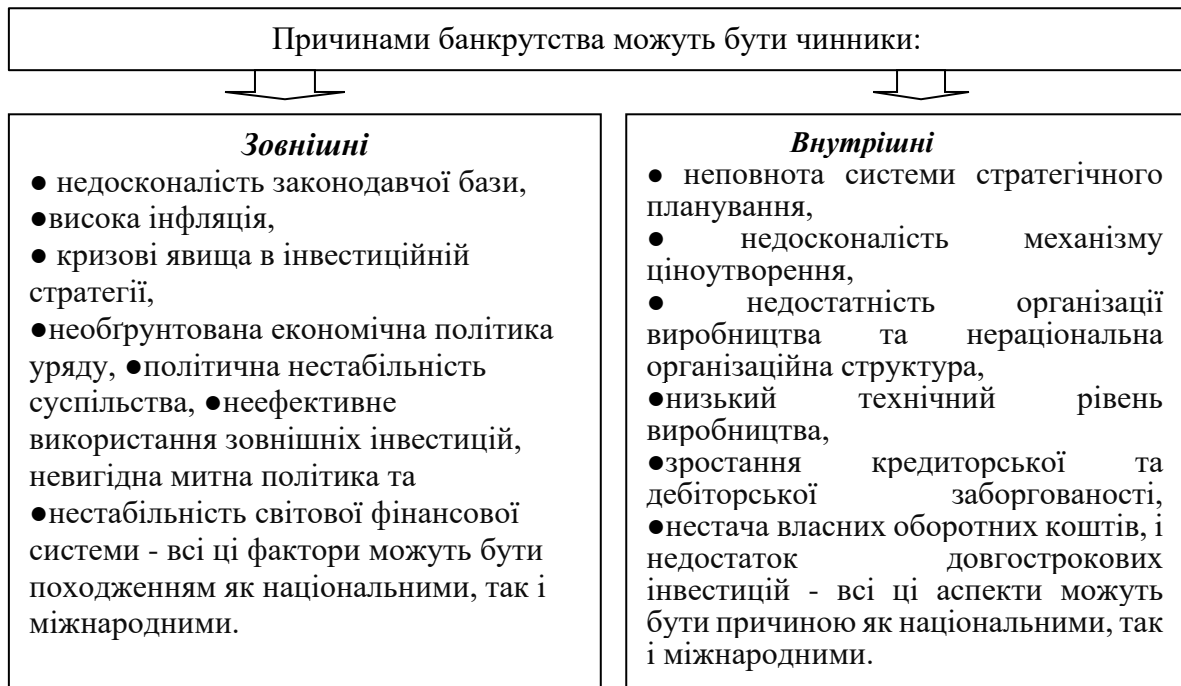 Причинами банкрутства можуть бути чинники:
Зовнішні
● недосконалість законодавчої бази,
●висока інфляція,
● кризові явища в інвестиційній
стратегії,
●необґрунтована економічна політика
уряду, ●політична нестабільність
суспільства, ●неефективне
використання зовнішніх інвестицій,
невигідна митна політика та
●нестабільність світової фінансової
системи - всі ці фактори можуть бути
походженням як національними, так і
міжнародними.
Внутрішні
● неповнота системи стратегічного
планування,
● недосконалість механізму
ціноутворення,
● недостатність організації
виробництва та нераціональна
організаційна структура,
●низький технічний рівень
виробництва,
●зростання кредиторської та
дебіторської заборгованості,
●нестача власних оборотних коштів, і
недостаток довгострокових
інвестицій - всі ці аспекти можуть
бути причиною як національними, так
і міжнародними.